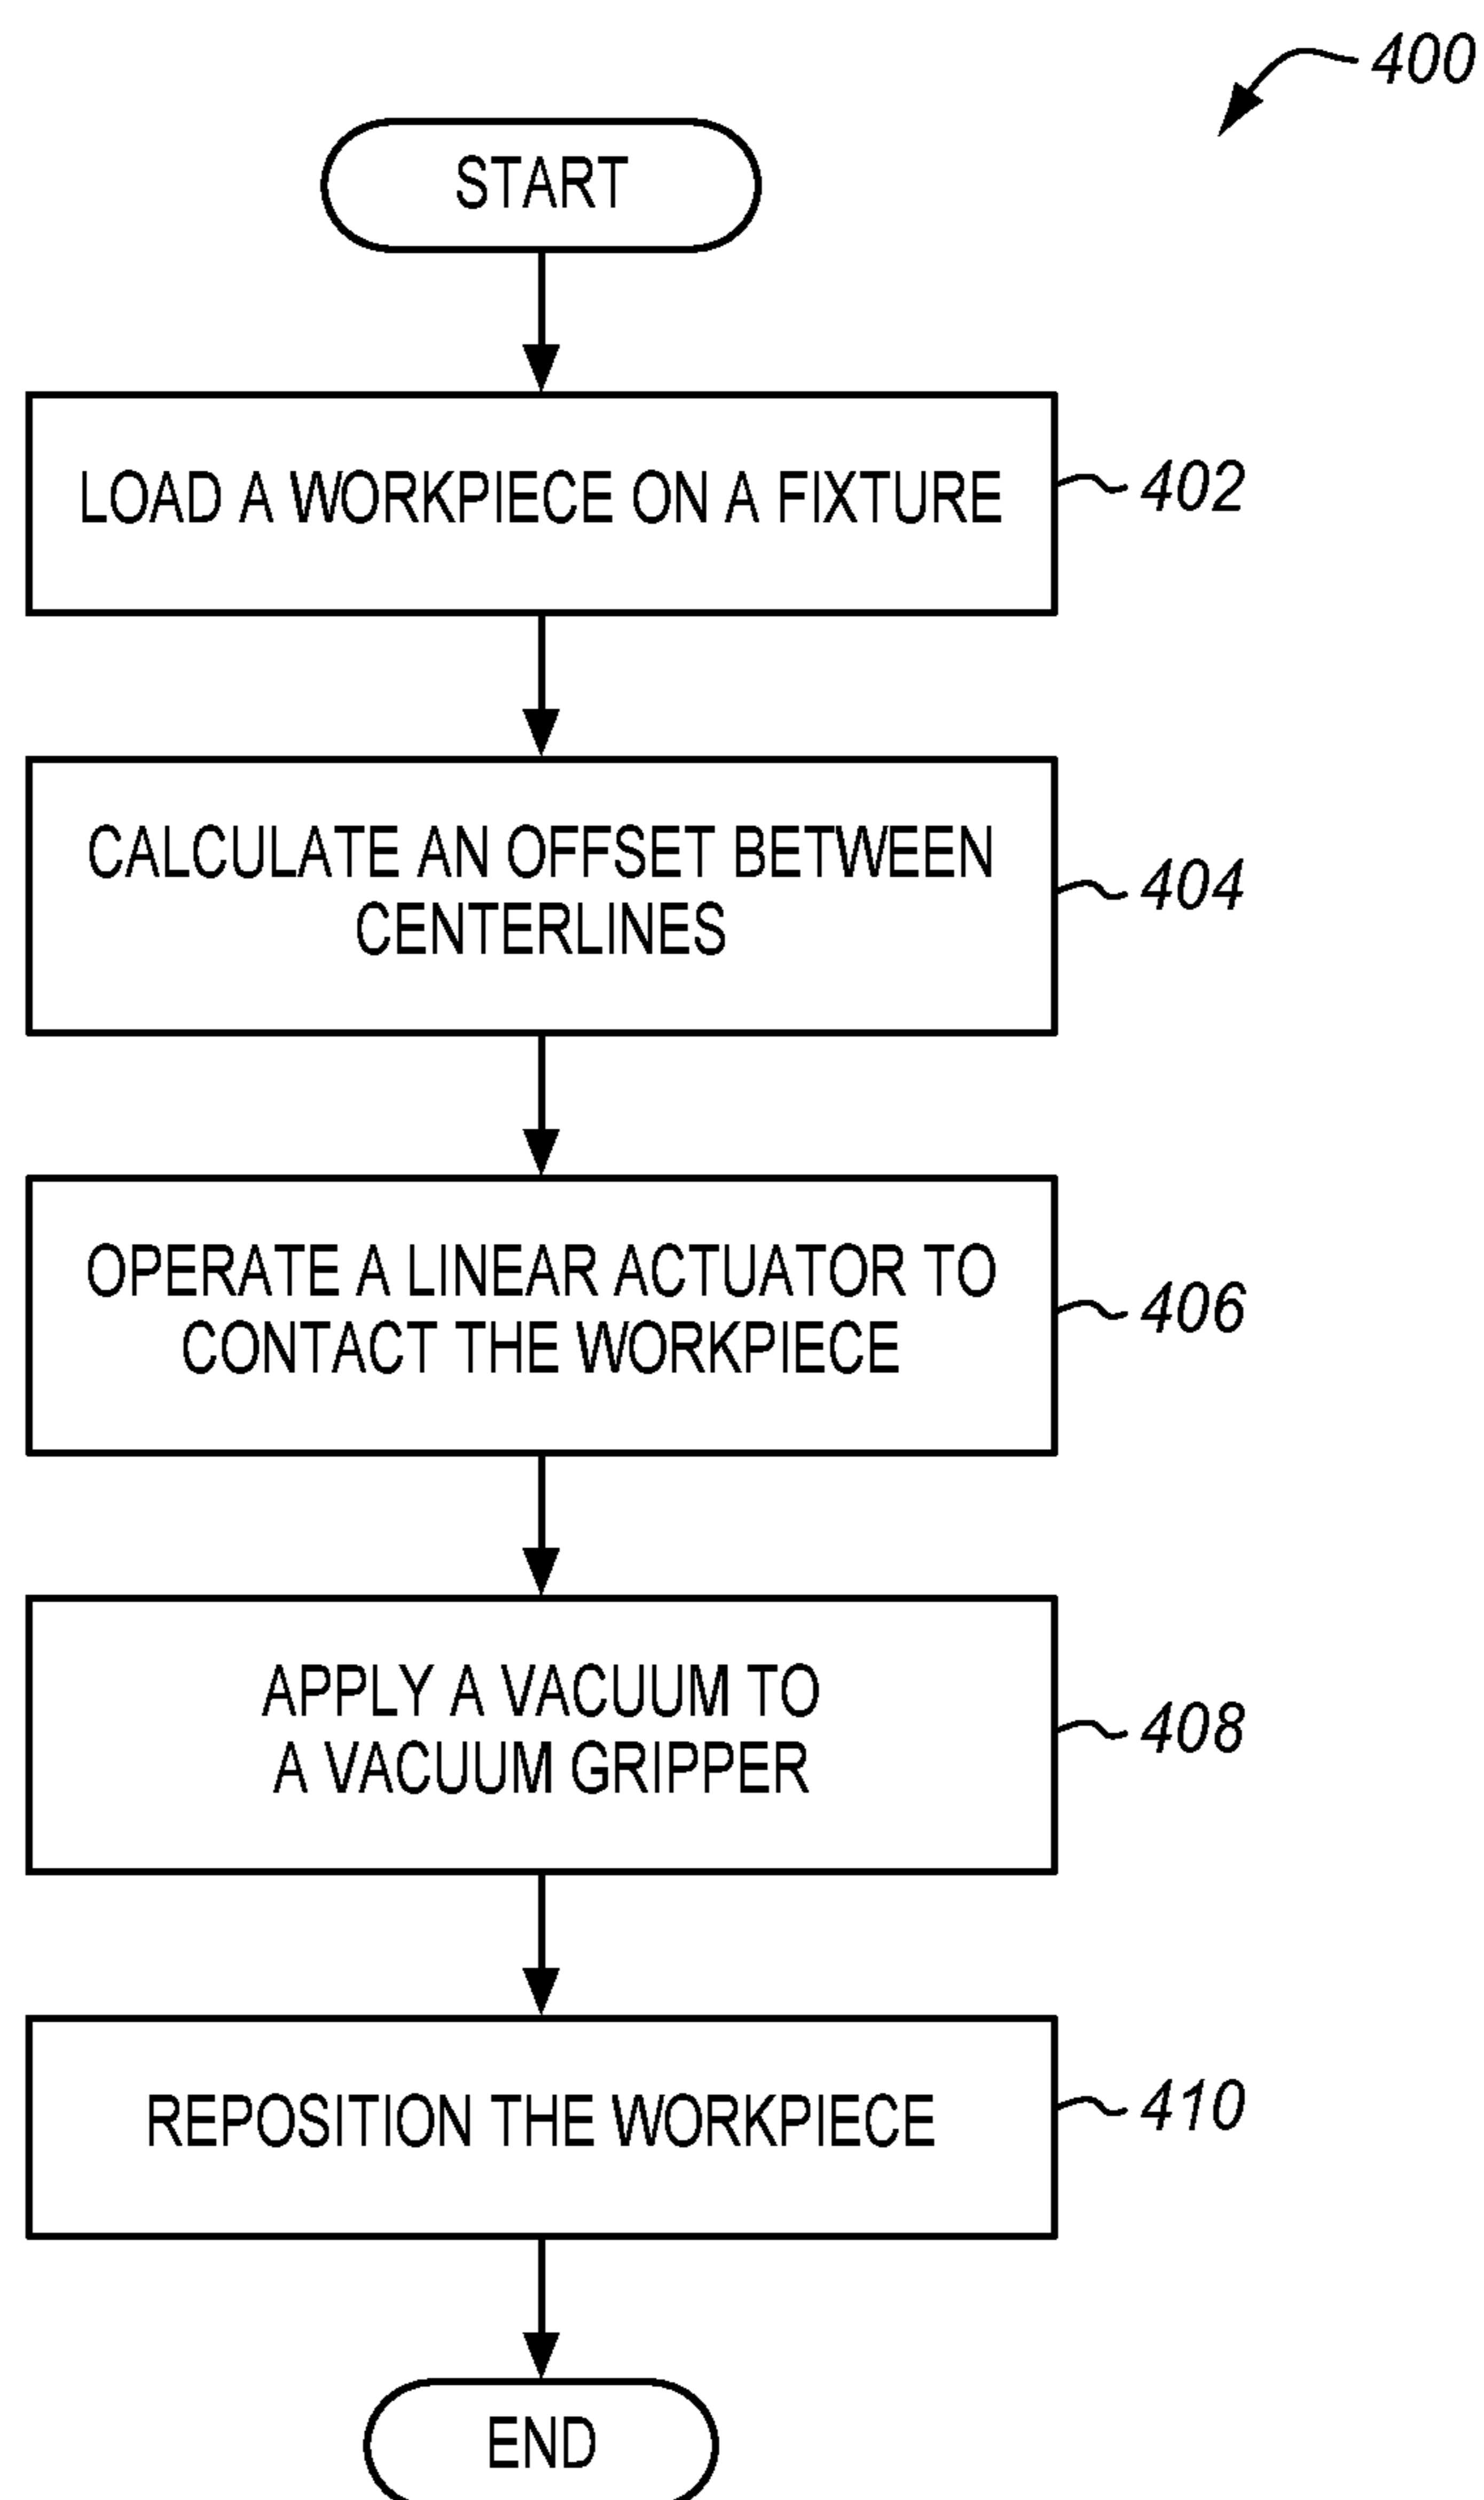 400
START
LOAD A WORKPIECE ON A FIXTURE
402
CALCULATE AN OFFSET BETWEEN
CENTERLINES
404
OPERATE A LINEAR ACTUATOR TO
CONTACT THE WORKPIECE
406
APPLY A VACUUM TO
A VACUUM GRIPPER
408
REPOSITION THE WORKPIECE
410
END